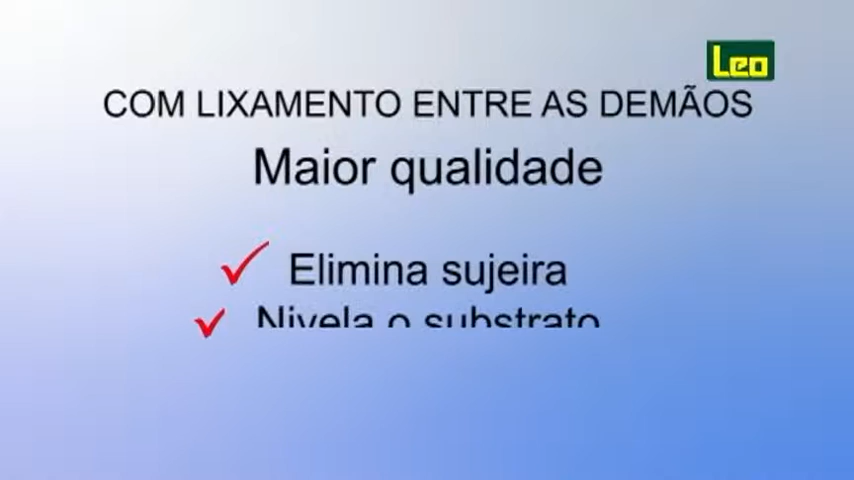 Leo
COM LIXAMENTO ENTRE AS DEMÃOS
Maior qualidade
Elimina sujeira
Nivela o substrato